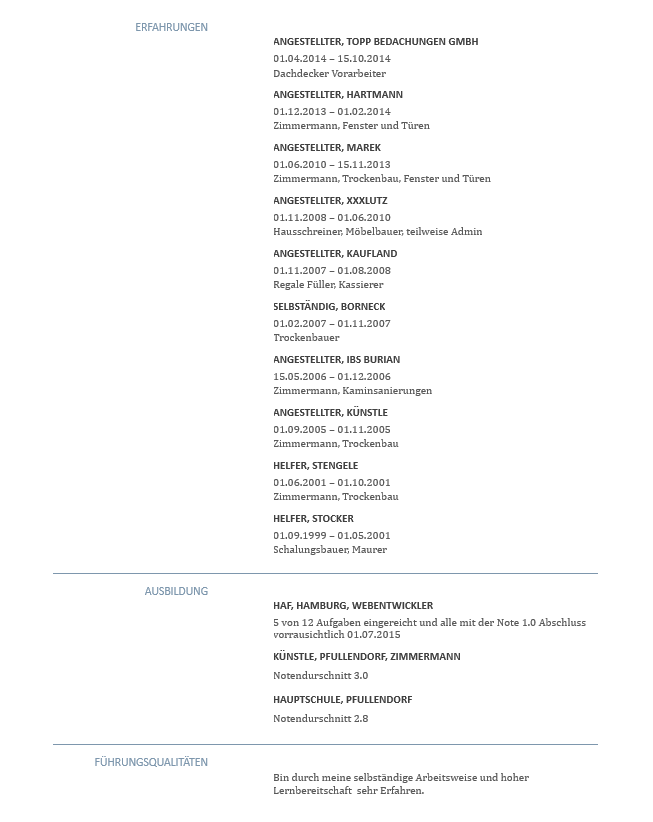 ERFAHRUNGEN
ANGESTELLTER, TOPP BEDACHUNGEN GMBH
01.04.2014 – 15.10.2014
Dachdecker Vorarbeiter
ANGESTELLTER, HARTMANN
01.12.2013 – 01.02.2014
Zimmermann, Fenster und Türen
ANGESTELLTER, MAREK
01.06.2010 – 15.11.2013
Zimmermann, Trockenbau, Fenster und Türen
ANGESTELLTER, XXXLUTZ
01.11.2008 – 01.06.2010
Hausschreiner, Möbelbauer, teilweise Admin
ANGESTELLTER, KAUFLAND
01.11.2007 – 01.08.2008
Regale Füller, Kassierer
SELBSTÄNDIG, BORNECK
01.02.2007 – 01.11.2007
Trockenbauer
ANGESTELLTER, IBS BURIAN
15.05.2006 – 01.12.2006
Zimmermann, Kaminsanierungen
ANGESTELLTER, KÜNSTLE
01.09.2005 – 01.11.2005
Zimmermann, Trockenbau
HELFER, STENGELE
01.06.2001 – 01.10.2001
Zimmermann, Trockenbau
HELFER, STOCKER
01.09.1999 – 01.05.2001
Schalungsbauer, Maurer
AUSBILDUNG
HAF, HAMBURG, WEBENTWICKLER
5 von 12 Aufgaben eingereicht und alle mit der Note 1.0 Abschluss
vorrausichtlich 01.07.2015
KÜNSTLE, PFULLENDORF, ZIMMERMANN
Notendurschnitt 3.0
HAUPTSCHULE, PFULLENDORF
Notendurschnitt 2.8
FÜHRUNGSQUALITÄTEN
Bin durch meine selbständige Arbeitsweise und hoher
Lernbereitschaft  sehr Erfahren.